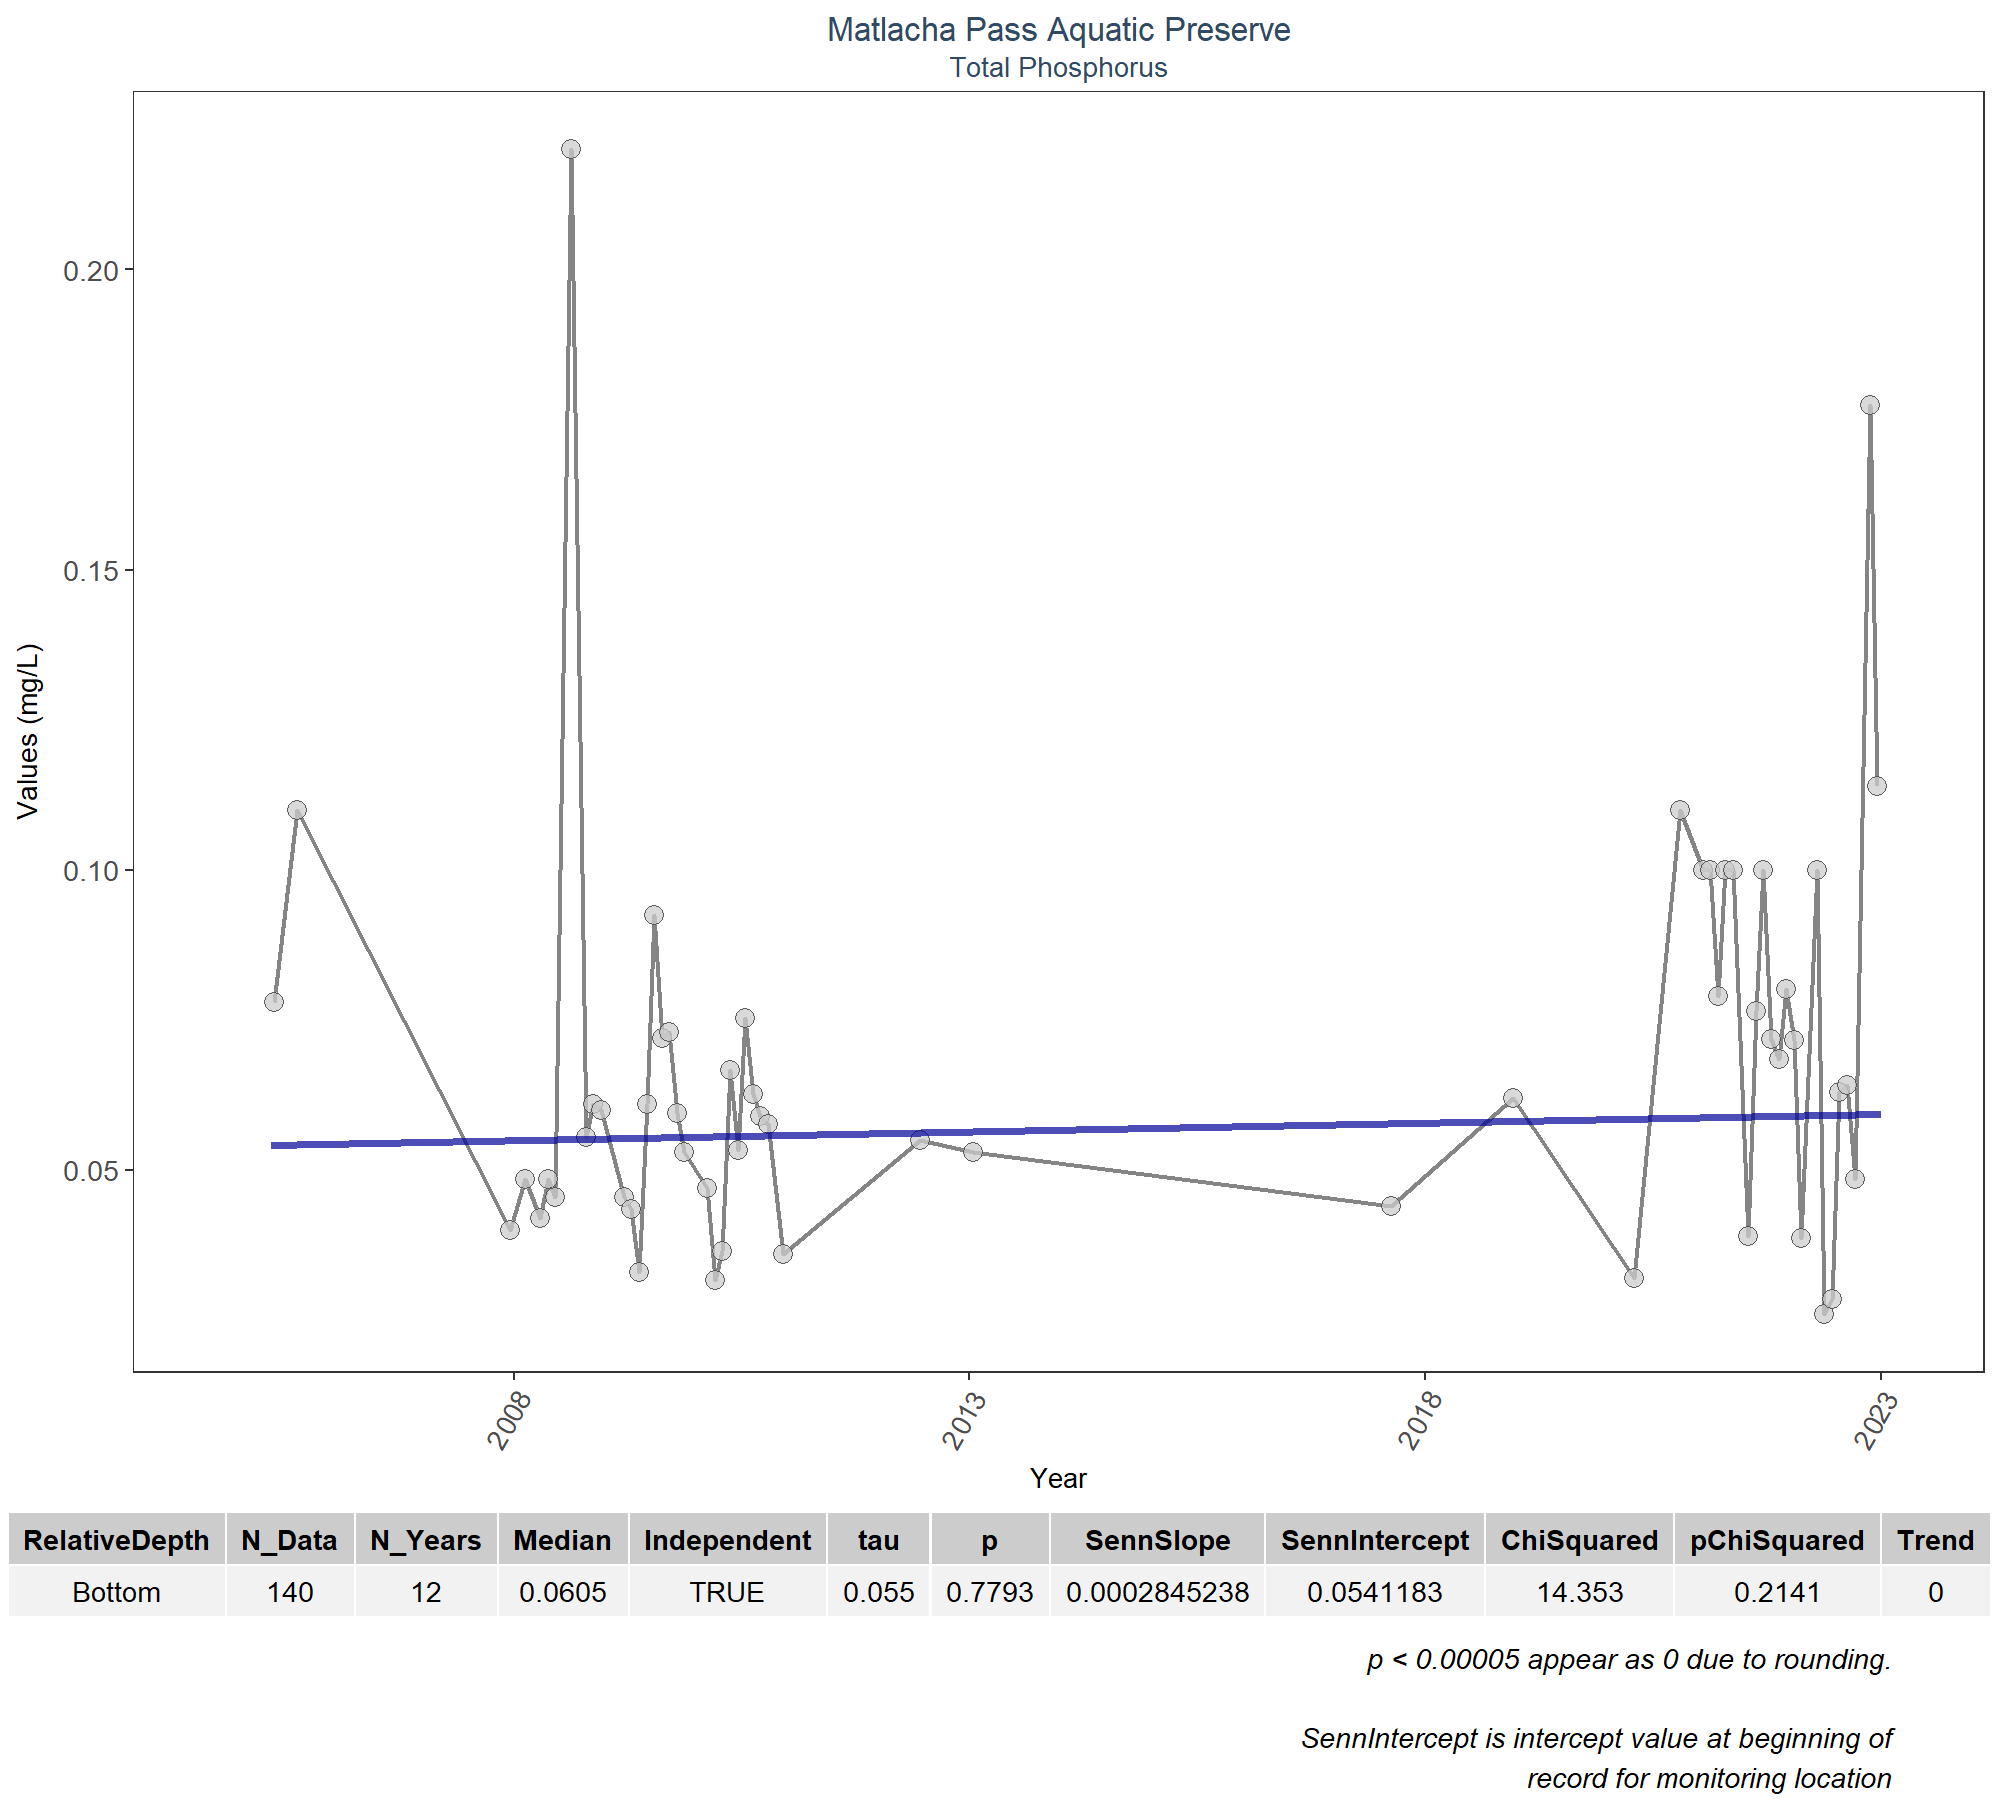 Matlacha Pass Aquatic Preserve
Total Phosphorus
Values (mg/L)
0.20
0.15
0.10
0.05
2008
2013
2018
2023
Year
RelativeDepth N_Data N_Years Median Independent tau p SennSlope SennIntercept ChiSquared pChiSquared Trend
Bottom 140 12 0.0605 TRUE 0.055 0.7793 0.0002845238 0.0541183 14.353 0.2141 0
p < 0.00005 appear as 0 due to rounding.
SennIntercept is intercept value at beginning of
record for monitoring location